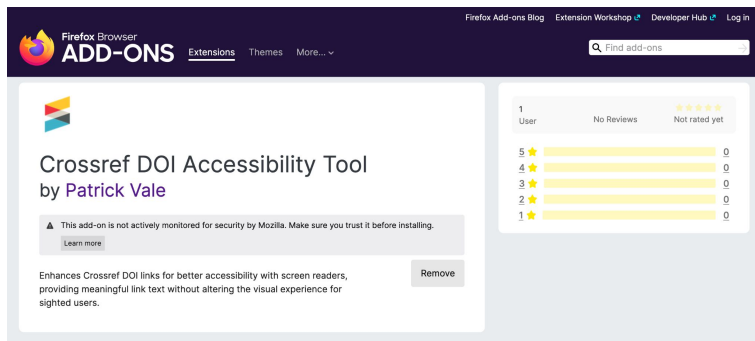 Firefox Add-ons Blog Extension Workshop Developer Hub Log in
Firefox Browser
ADD-ONS
Extensions Themes More...
Find add-ons
Crossref DOI Accessibility Tool
by Patrick Vale
This add-on is not actively monitored for security by Mozilla. Make sure you trust it before installing.
Learn more
Enhances Crossref DOI links for better accessibility with screen readers,
providing meaningful link text without altering the visual experience for
sighted users.
Remove
1
User
No Reviews
Not rated yet
5 0
4 0
3 0
2 0
1 0